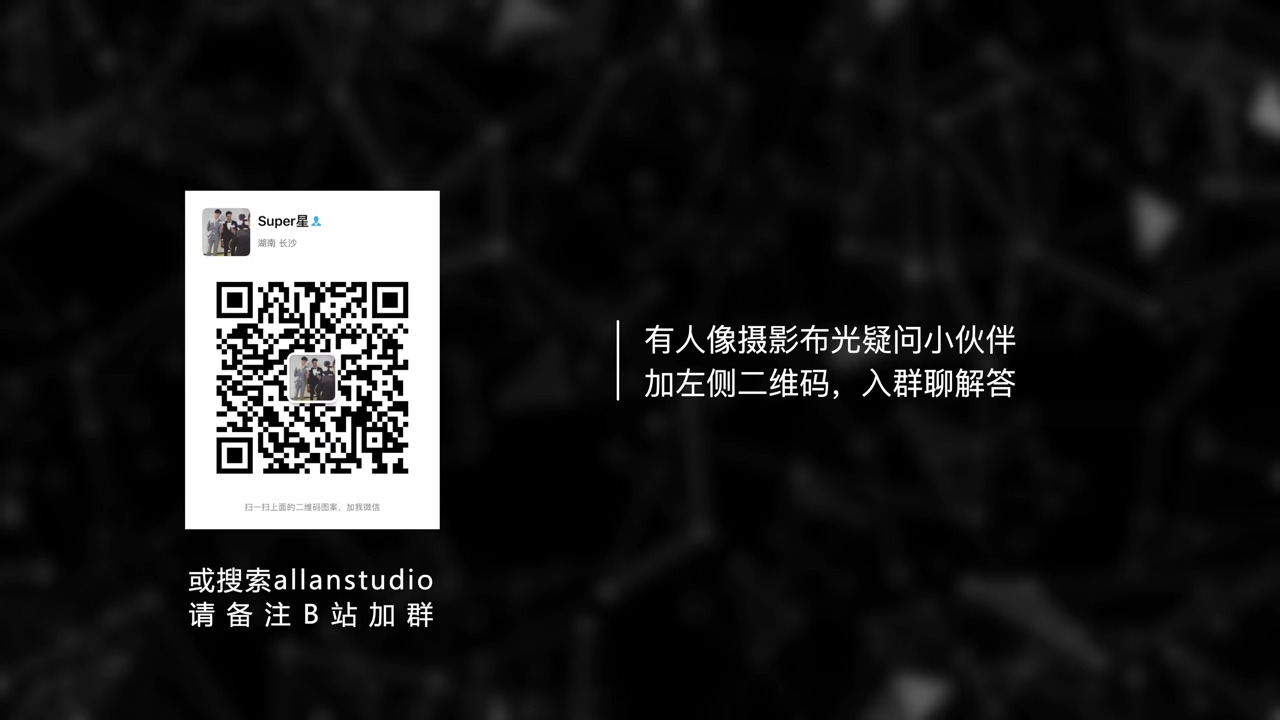 Super星
湖南 长沙
扫一扫上面的二维码图案，加我微信
或搜索allanstudio
请备注B站加群
有人像摄影布光疑问小伙伴
加左侧二维码，入群聊解答